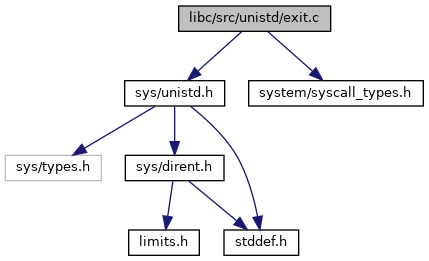 libc/src/unistd/exit.c
sys/unistd.h
system/syscall_types.h
sys/types.h
sys/dirent.h
limits.h
stddef.h